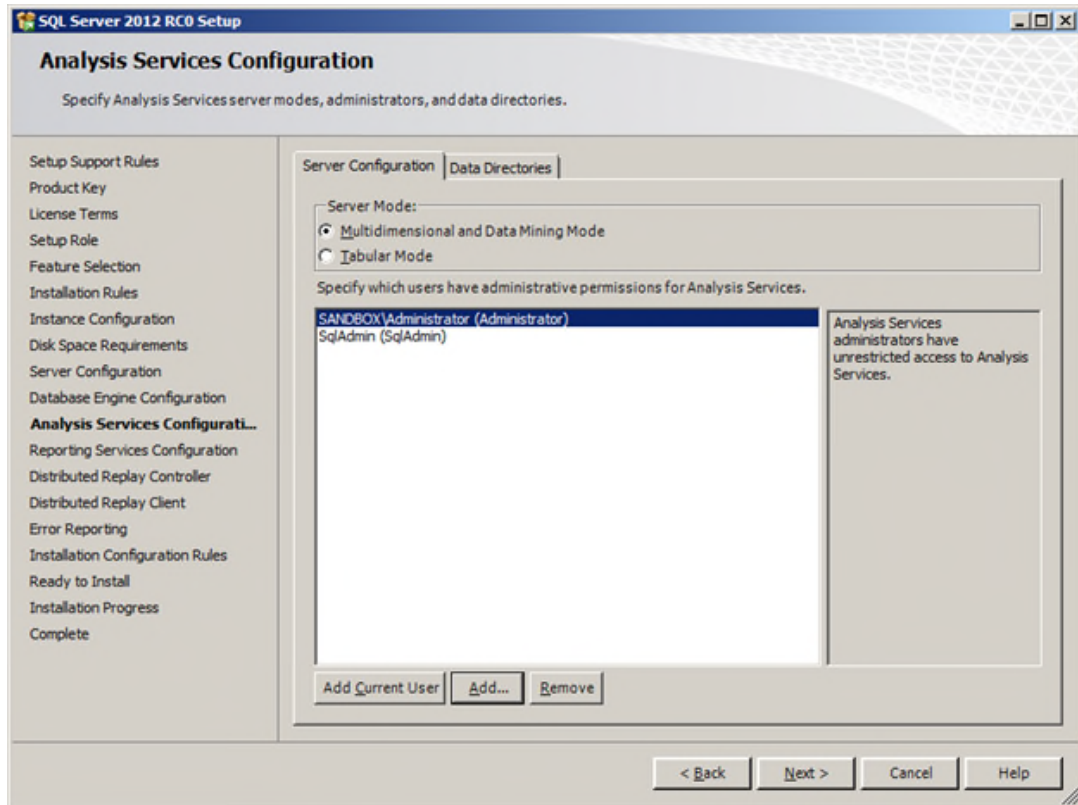 SQL Server 2012 RC0 Setup
Analysis Services Configuration
Specify Analysis Services server modes, administrators, and data directories.
Setup Support Rules
Product Key
License Terms
Setup Role
Feature Selection
Installation Rules
Instance Configuration
Disk Space Requirements
Server Configuration
Database Engine Configuration
Analysis Services Configurati...
Reporting Services Configuration
Distributed Replay Controller
Distributed Replay Client
Error Reporting
Installation Configuration Rules
Ready to Install
Installation Progress
Complete
Server Configuration
Data Directories
Server Mode:
Multidimensional and Data Mining Mode
Tabular Mode
Specify which users have administrative permissions for Analysis Services.
SANDBOX\Administrator (Administrator)
SqlAdmin (SqlAdmin)
Analysis Services
administrators have
unrestricted access to Analysis
Services.
Add Current User
Add...
Remove
< Back
Next >
Cancel
Help